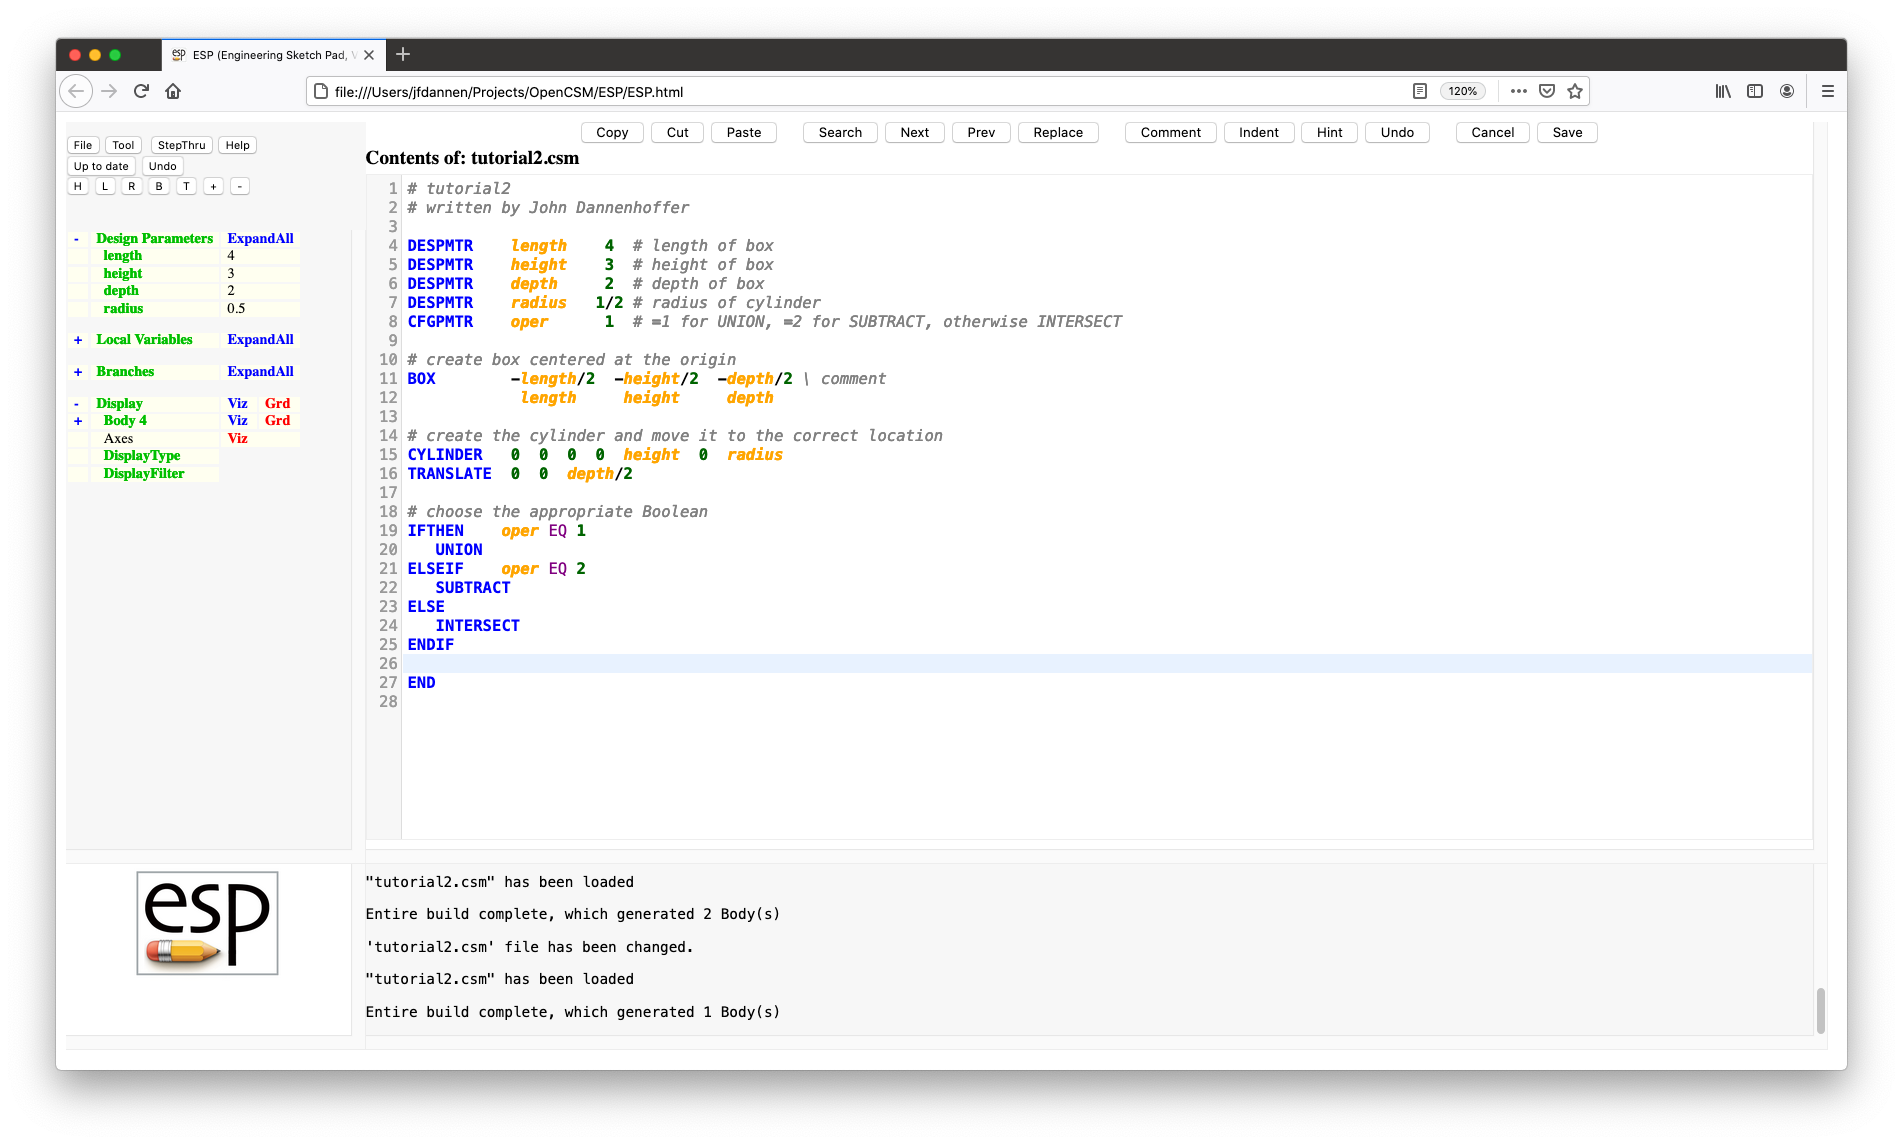 esp ESP (Engineering Sketch Pad, V
file:///Users/jfdannen/Projects/OpenCSM/ESP/ESP.html 120%
File Tool StepThru Help
Up to date Undo
H L R B T + -
- Design Parameters ExpandAll
length 4
height 3
depth 2
radius 0.5
+ Local Variables ExpandAll
+ Branches ExpandAll
- Display Viz Grd
+ Body 4 Viz Grd
Axes Viz
DisplayType
DisplayFilter
Copy Cut Paste Search Next Prev Replace Comment Indent Hint Undo Cancel Save
Contents of: tutorial2.csm
1 # tutorial2
2 # written by John Dannenhoffer
3
4 DESPMTR length 4 # length of box
5 DESPMTR height 3 # height of box
6 DESPMTR depth 2 # depth of box
7 DESPMTR radius 1/2 # radius of cylinder
8 CFGPMTR oper 1 # =1 for UNION, =2 for SUBTRACT, otherwise INTERSECT
9
10 # create box centered at the origin
11 BOX -length/2 -height/2 -depth/2 \ comment
12 length height depth
13
14 # create the cylinder and move it to the correct location
15 CYLINDER 0 0 0 0 height 0 radius
16 TRANSLATE 0 0 depth/2
17
18 # choose the appropriate Boolean
19 IFTHEN oper EQ 1
20 UNION
21 ELSEIF oper EQ 2
22 SUBTRACT
23 ELSE
24 INTERSECT
25 ENDIF
26
27 END
28
esp
"tutorial2.csm" has been loaded
Entire build complete, which generated 2 Body(s)
'tutorial2.csm' file has been changed.
"tutorial2.csm" has been loaded
Entire build complete, which generated 1 Body(s)